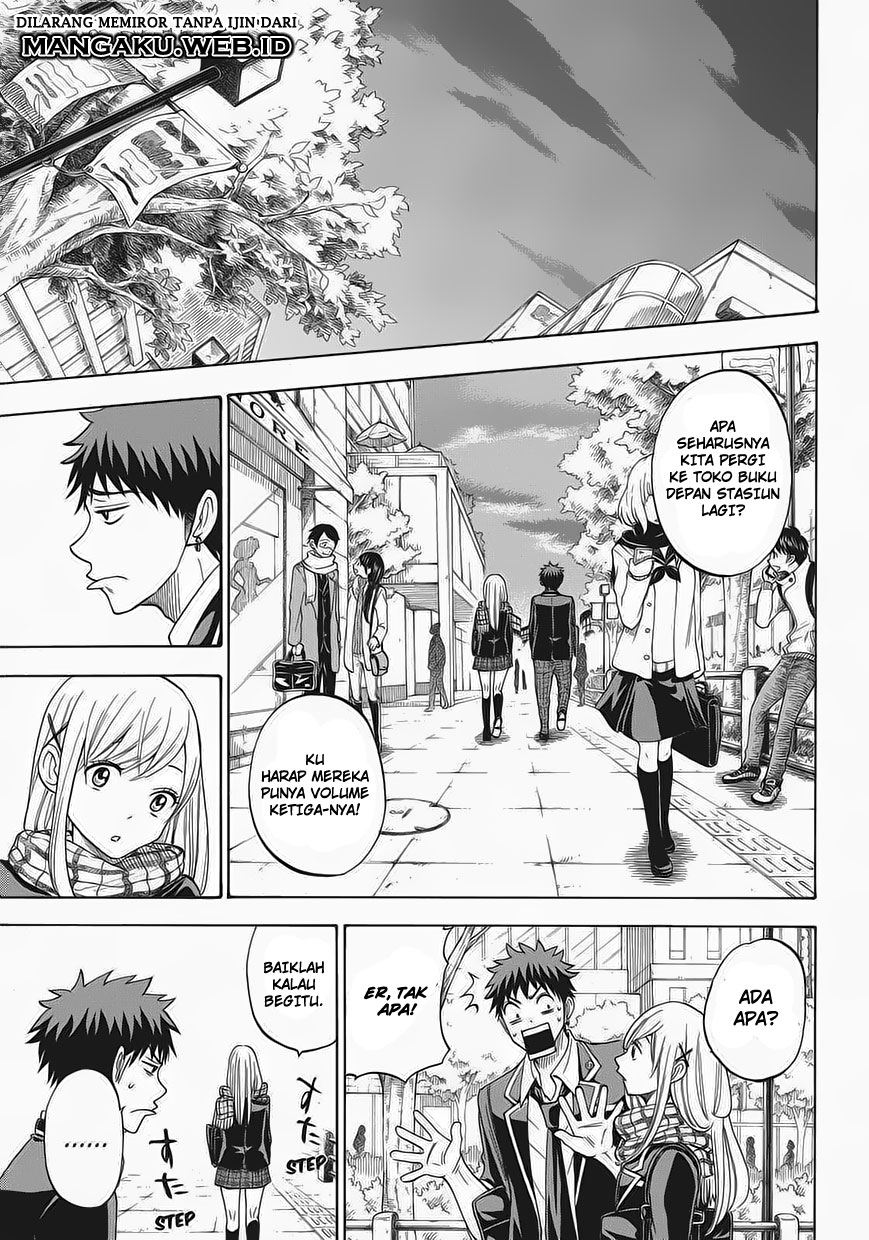 DILARANG MEMIROR TANPA IJIN DARI
MANGAKU.WEB.ID
APA
SEHARUSNYA
KITA PERGI
KE TOKO BUKU
DEPAN STASIUN
LAGI?
ORE
KU
HARAP MEREKA
PUNYA VOLUME
KETIGA-NYA!
ADA
APA?
ER, TAK
APA!
BAIKLAH
KALAU
BEGITU.
すた
STEP
すた
STEP
......